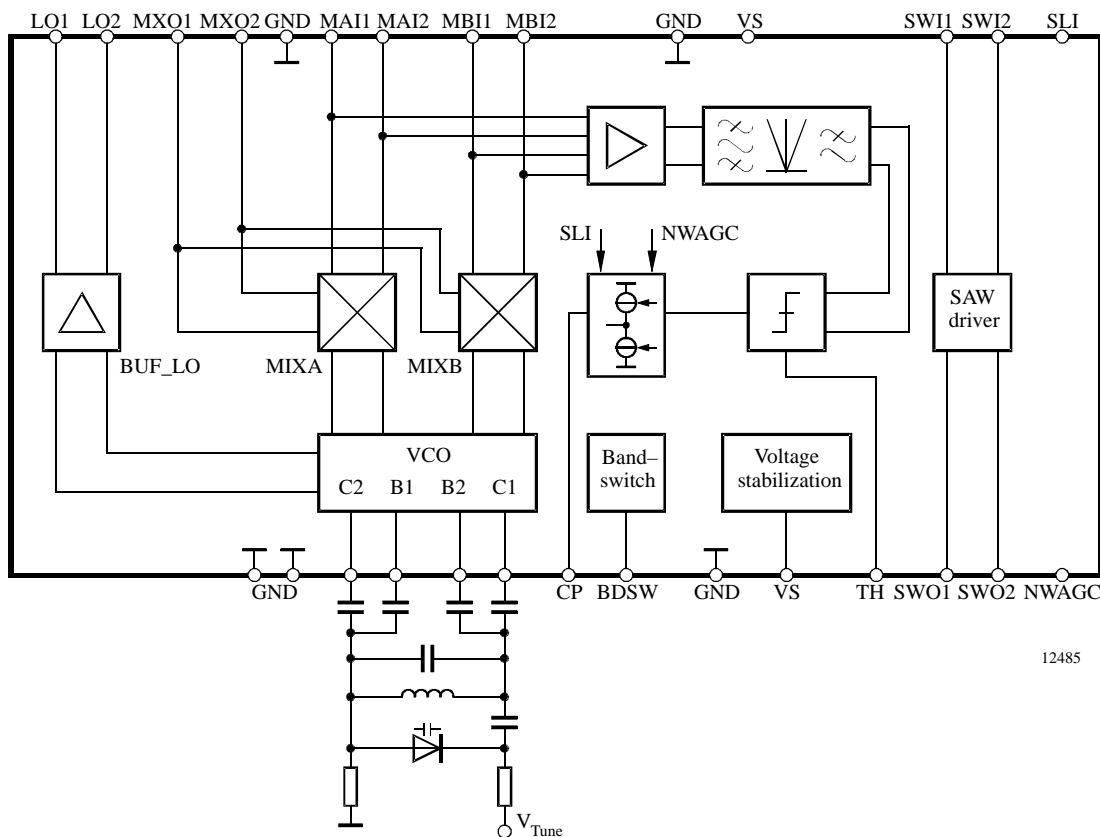 LO1 LO2 MXO1 MXO2 GND MAI1 MAI2 MBI1 MBI2 GND VS SWI1 SWI2 SLI
SLI NWAGC
SAW
driver
BUF_LO MIXA MIXB
VCO
C2 B1 B2 C1
Band–
switch
Voltage
stabilization
GND CP BDSW GND VS TH SWO1 SWO2 NWAGC
12485
VTune